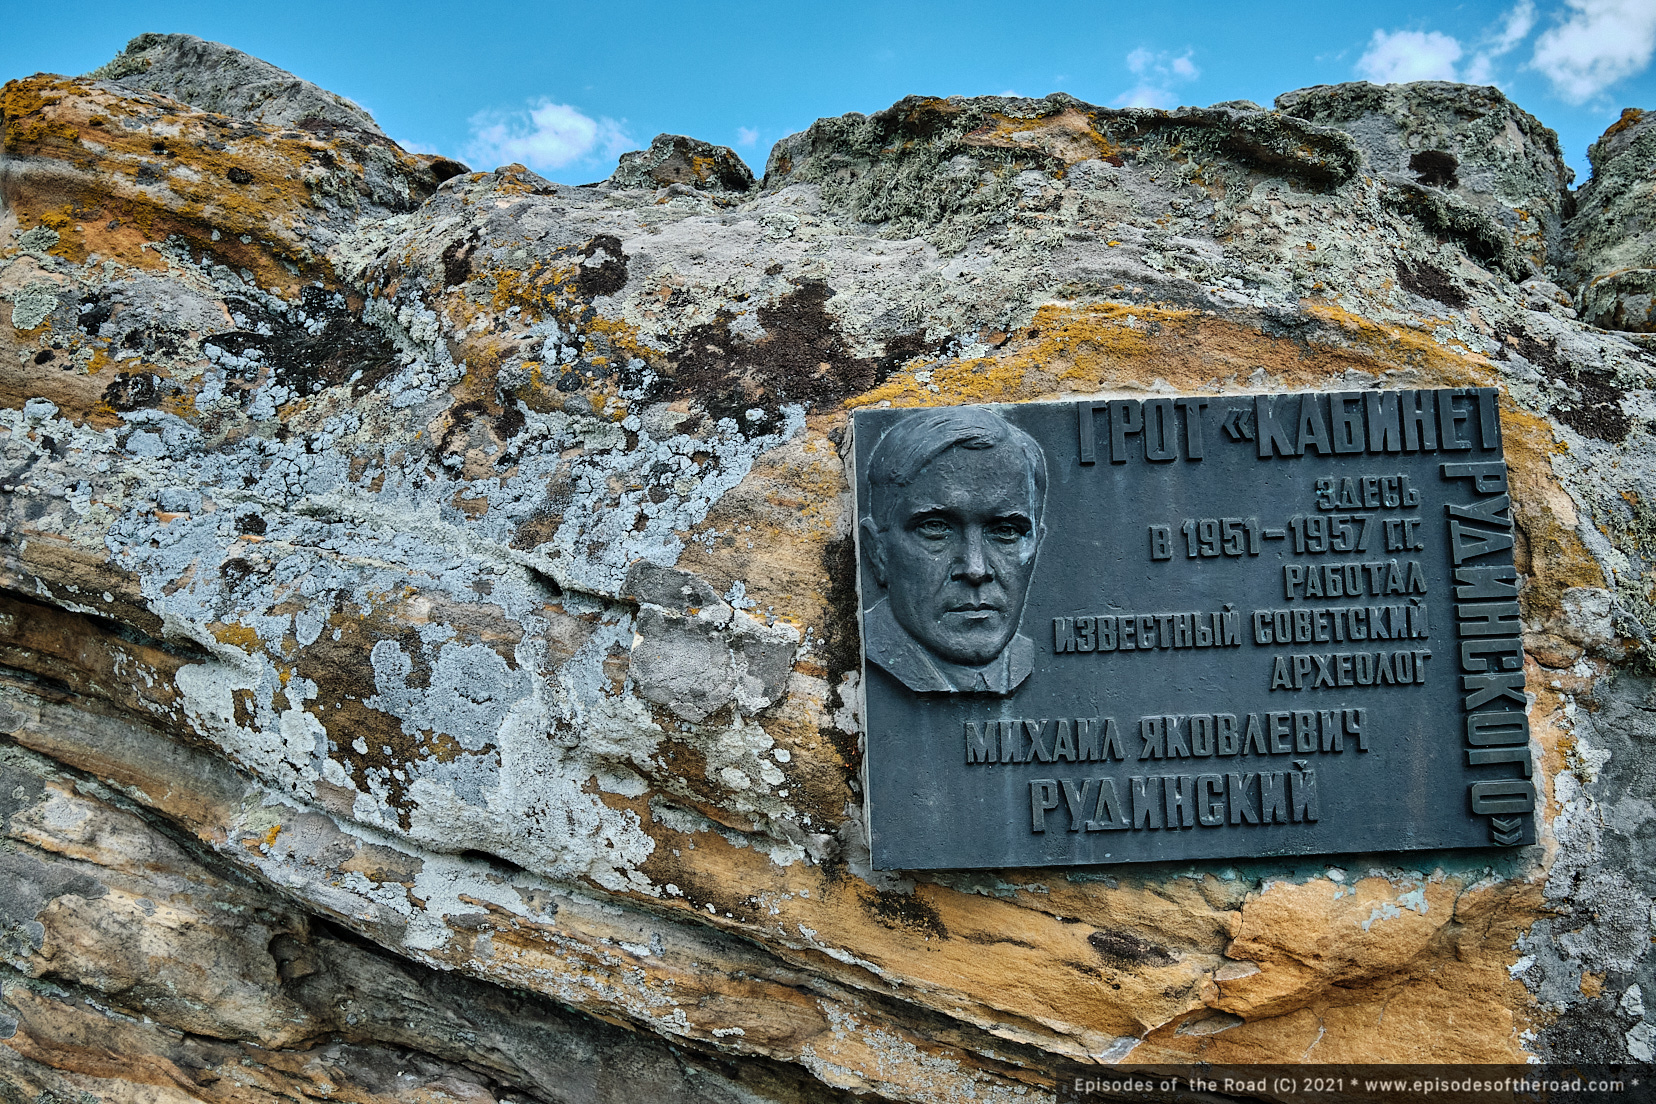 ГРОТ «КАБИНЕТ
РУДИНСКОГО»
ЗДЕСЬ
В 1951-1957 Г.Г.
РАБОТАЛ
ИЗВЕСТНЫЙ СОВЕТСКИЙ
АРХЕОЛОГ
МИХАИЛ ЯКОВЛЕВИЧ
РУДИНСКИЙ
Episodes of the Road (C) 2021 * www.episodesoftheroad.com *